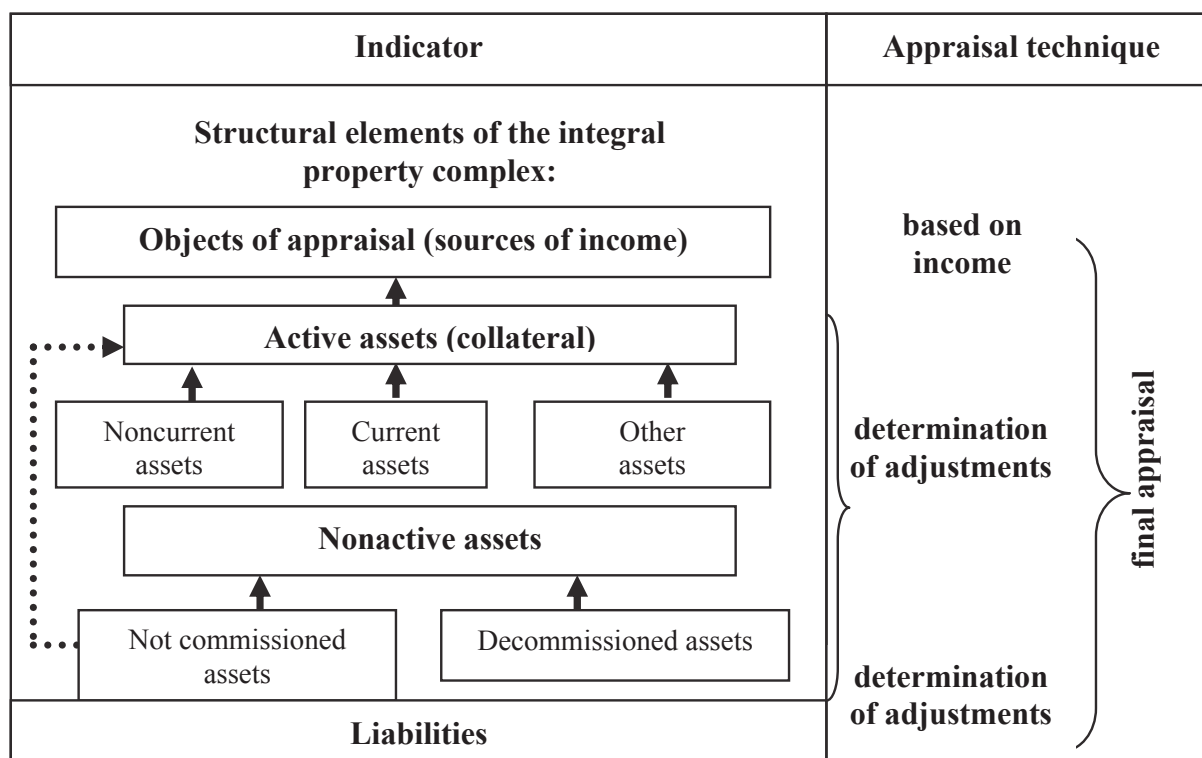 Indicator
Appraisal technique
Structural elements of the integral
property complex:
Objects of appraisal (sources of income)
based on
income
Active assets (collateral)
Noncurrent
assets
Current
assets
Other
assets
determination
of adjustments
final appraisal
Nonactive assets
Not commissioned
assets
Decommissioned assets
determination
of adjustments
Liabilities